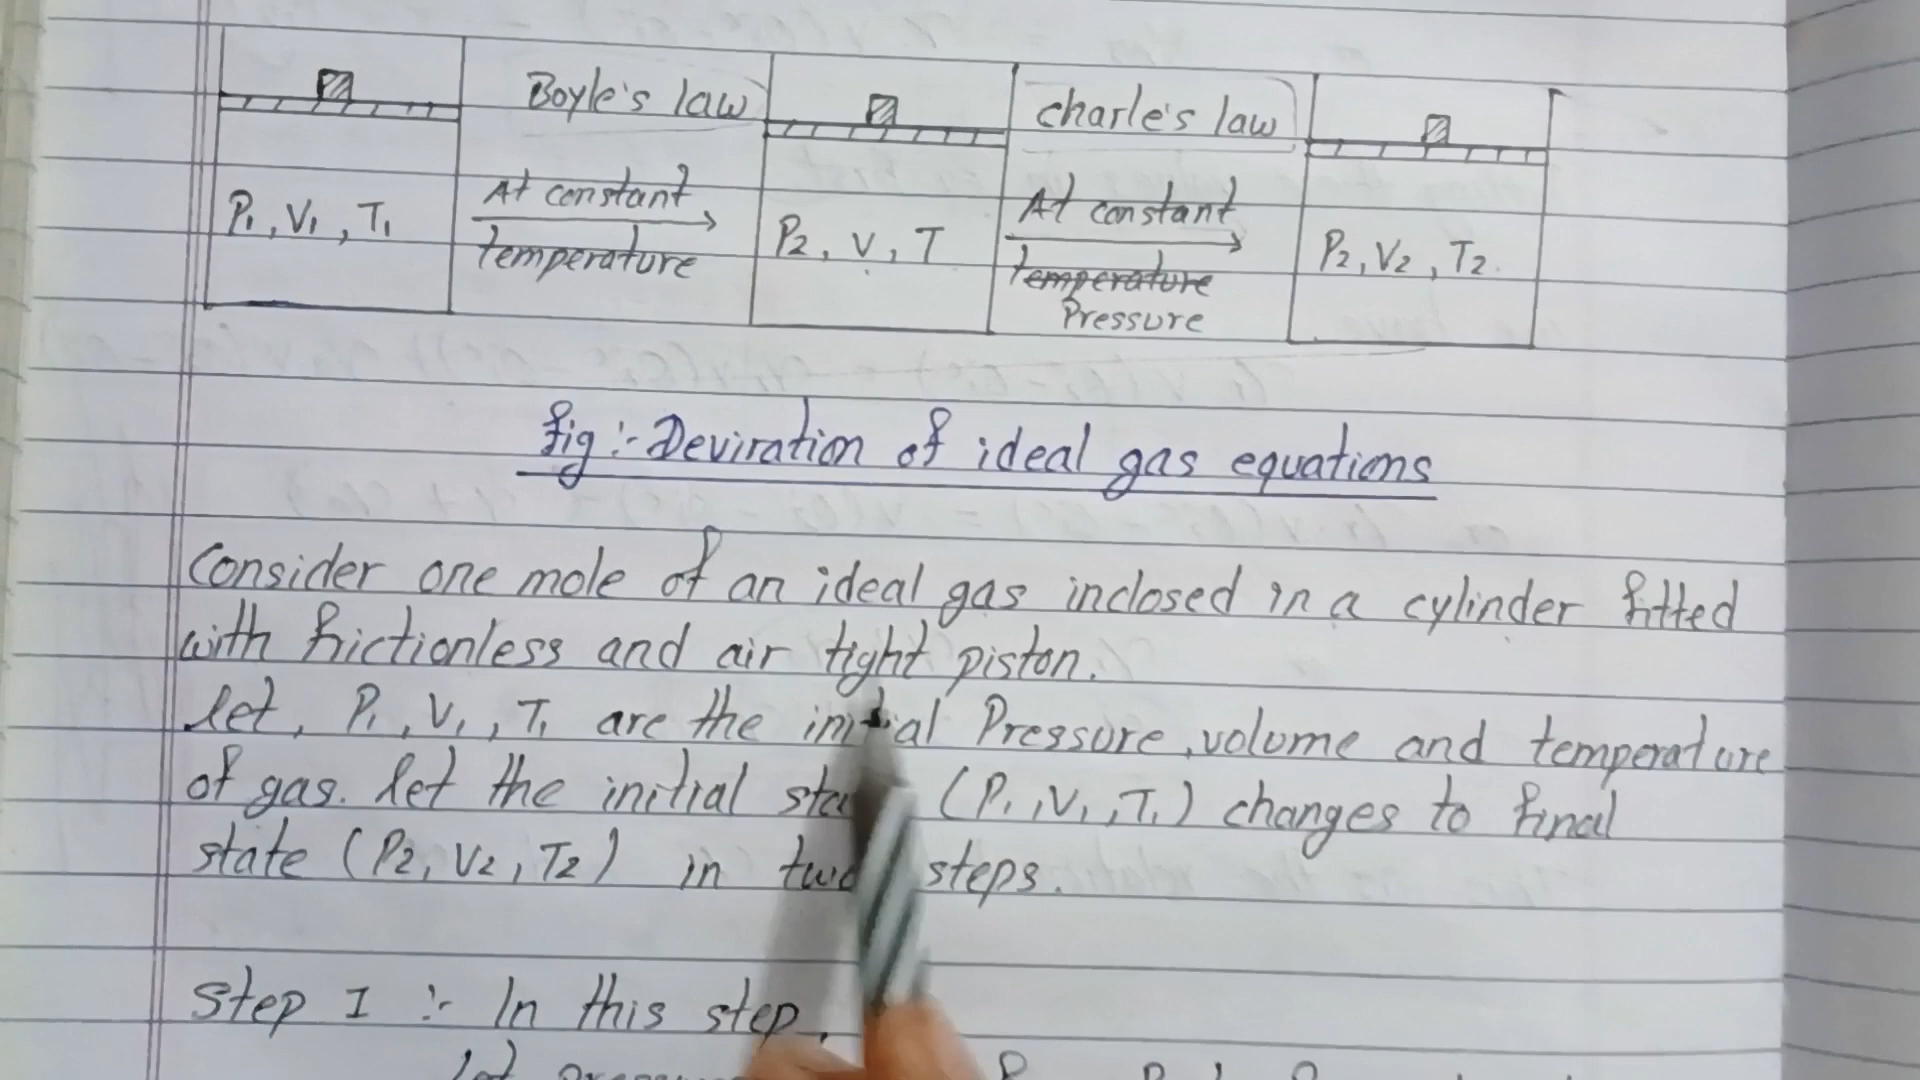 Boyle's law
charle's law
P1, V1, T1
At constant
temperature
P2, V, T
At constant
temperature
Pressure
P2, V2, T2
fig :- Deviration of ideal gas equations
Consider one mole of an ideal gas inclosed in a cylinder fitted
with frictionless and air tight piston.
let, P1, V1, T1 are the initial Pressure, volume and temperature
of gas. let the initial (P1, V1, T1) changes to final
state (P2, V2, T2) in two steps.
Step I :- In this step,